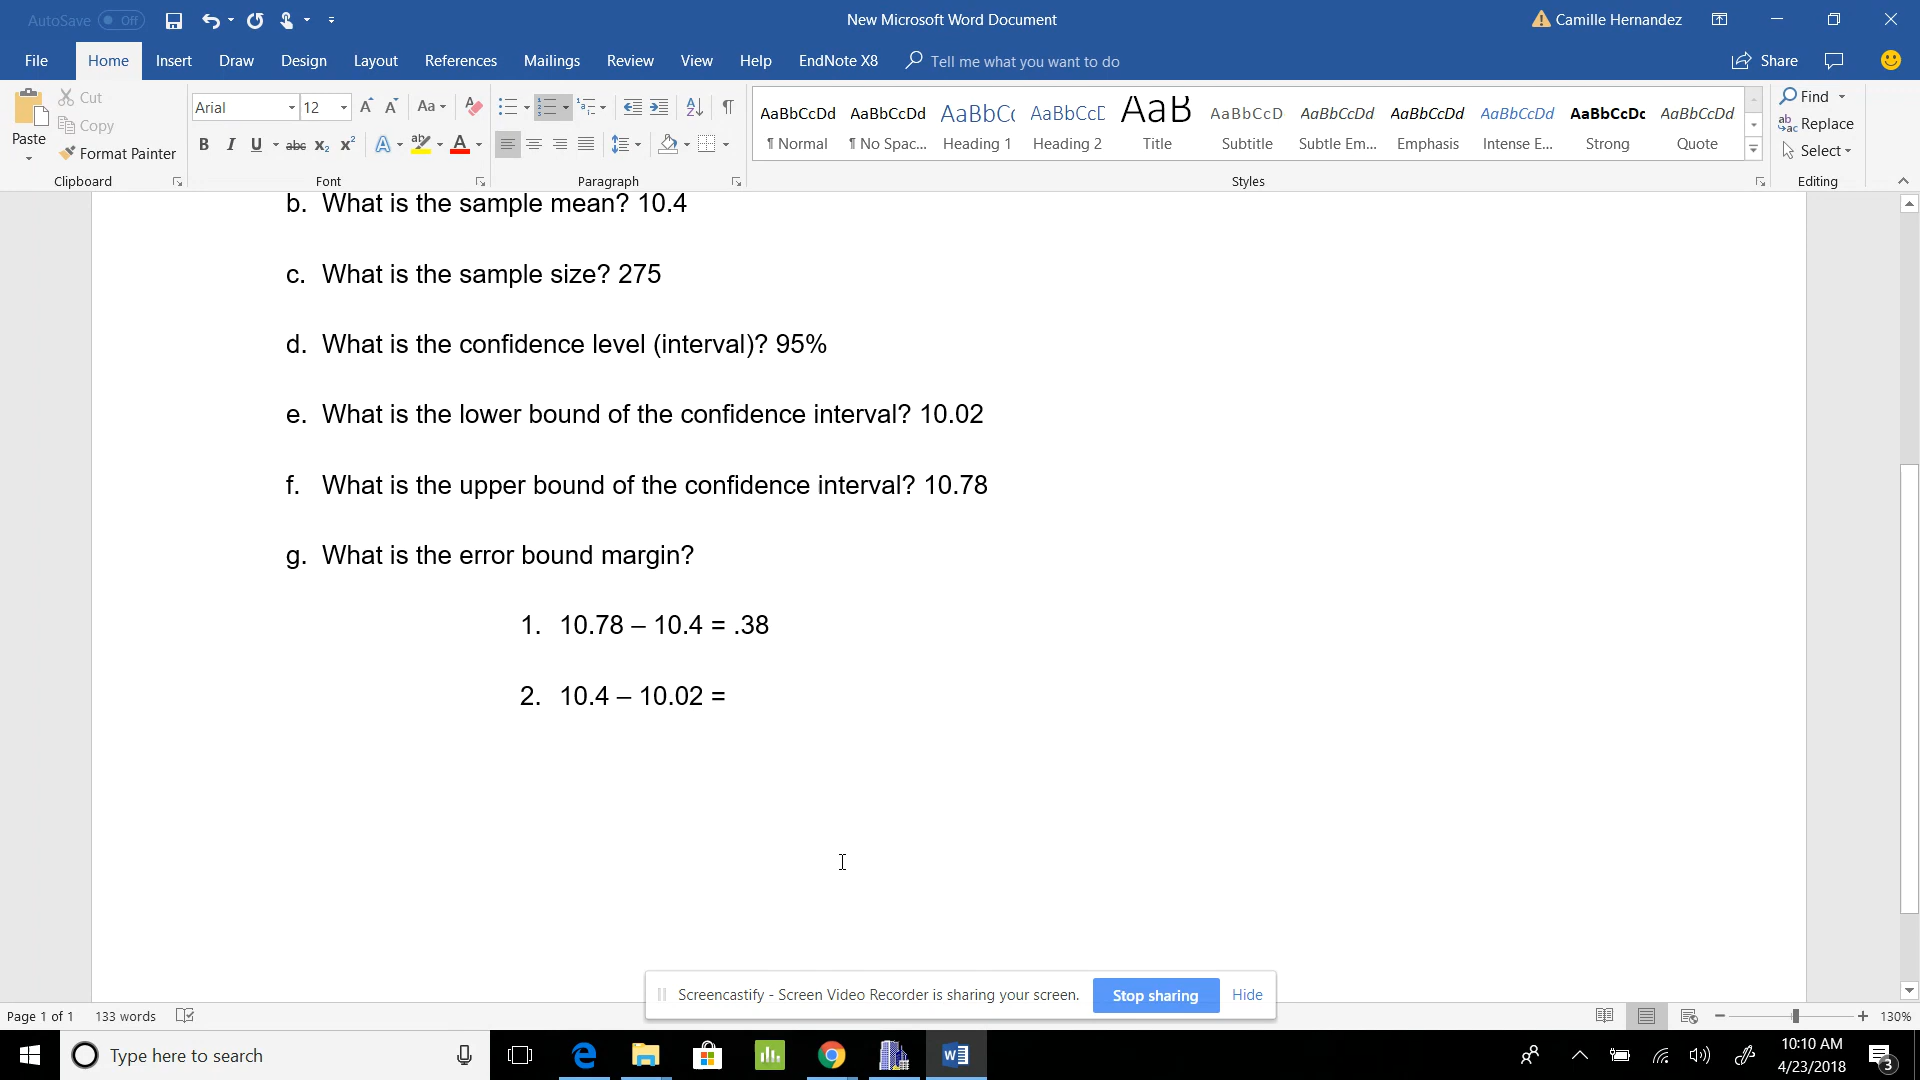 AutoSave Off
New Microsoft Word Document
Camille Hernandez
File Home Insert Draw Design Layout References Mailings Review View Help EndNote X8 Tell me what you want to do
Share
Paste
Cut
Copy
Format Painter
Clipboard
Arial 12
Font
Paragraph
AaBbCcDd AaBbCcDd AaBbCc AaBbCcD AaB AaBbCcD AaBbCcDd AaBbCcDd AaBbCcDd AaBbCcDc AaBbCcDd
¶ Normal ¶ No Spac... Heading 1 Heading 2 Title Subtitle Subtle Em... Emphasis Intense E... Strong Quote
Styles
Find
Replace
Select
Editing
b. What is the sample mean? 10.4
c. What is the sample size? 275
d. What is the confidence level (interval)? 95%
e. What is the lower bound of the confidence interval? 10.02
f. What is the upper bound of the confidence interval? 10.78
g. What is the error bound margin?
1. 10.78 – 10.4 = .38
2. 10.4 – 10.02 =
Screencastify - Screen Video Recorder is sharing your screen. Stop sharing Hide
Page 1 of 1 133 words
130%
Type here to search
10:10 AM
4/23/2018
3